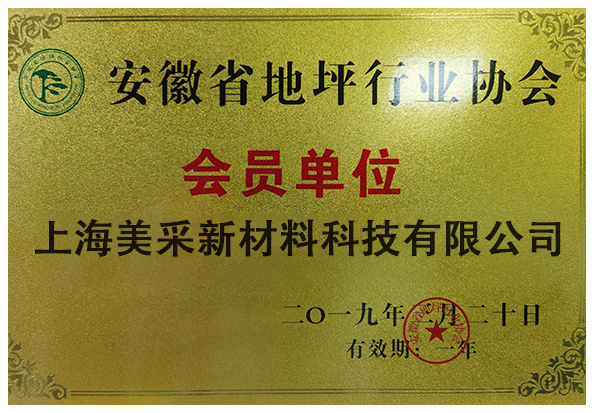 安徽省地坪行业协会
会员单位
上海美采新材料科技有限公司
二〇一九年三月二十日
有效期：一年